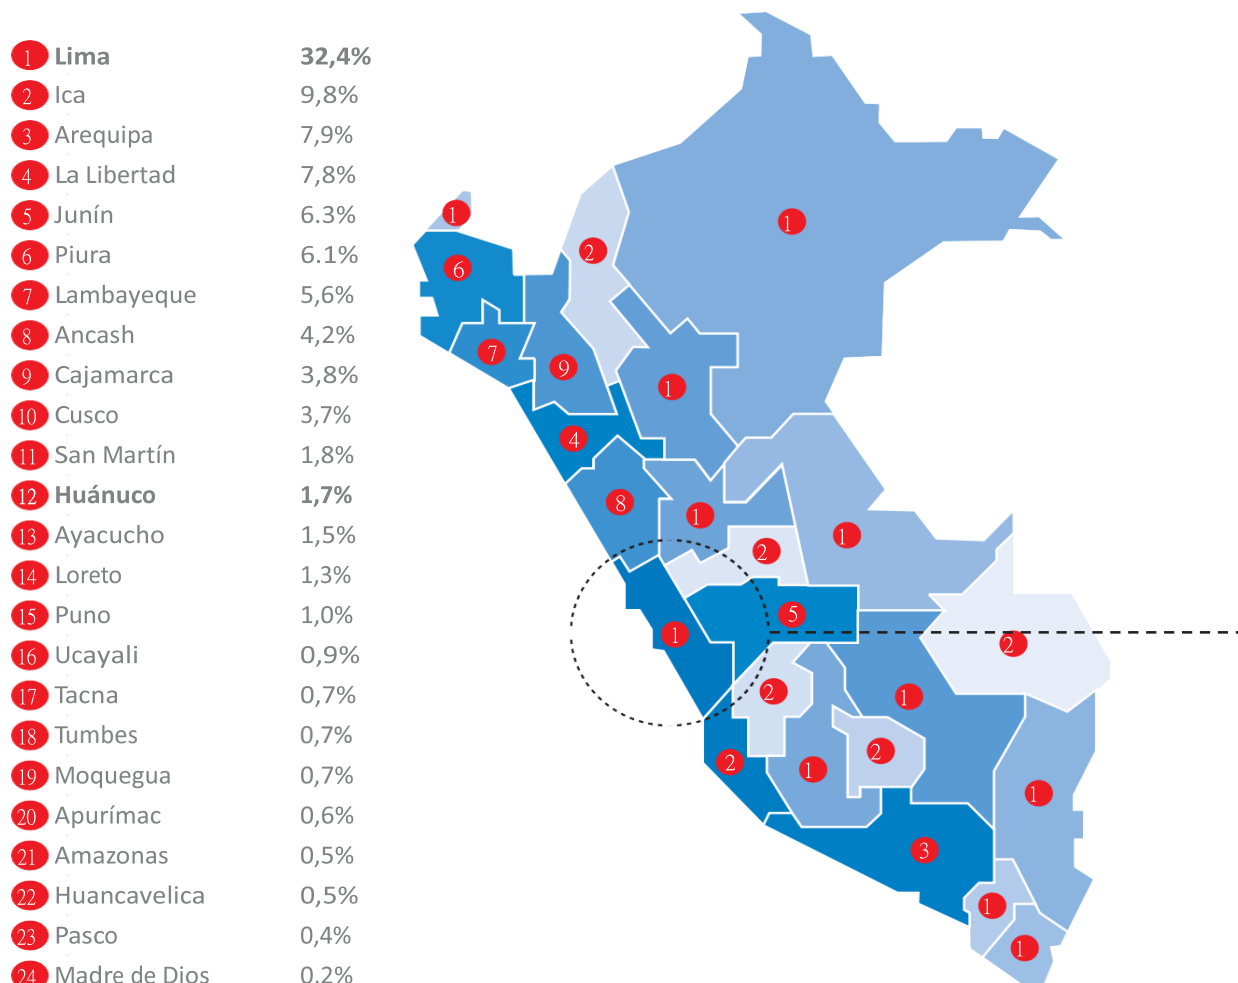 1 Lima 32,4%
2 Ica 9,8%
3 Arequipa 7,9%
4 La Libertad 7,8%
5 Junín 6.3%
6 Piura 6.1%
7 Lambayeque 5,6%
8 Ancash 4,2%
9 Cajamarca 3,8%
10 Cusco 3,7%
11 San Martín 1,8%
12 Huánuco 1,7%
13 Ayacucho 1,5%
14 Loreto 1,3%
15 Puno 1,0%
16 Ucayali 0,9%
17 Tacna 0,7%
18 Tumbes 0,7%
19 Moquegua 0,7%
20 Apurímac 0,6%
21 Amazonas 0,5%
22 Huancavelica 0,5%
23 Pasco 0,4%
24 Madre de Dios 0.2%
1
1
2
6
7
9
1
4
8
1
1
2
5
1
2
2
1
2
2
1
1
3
1
1